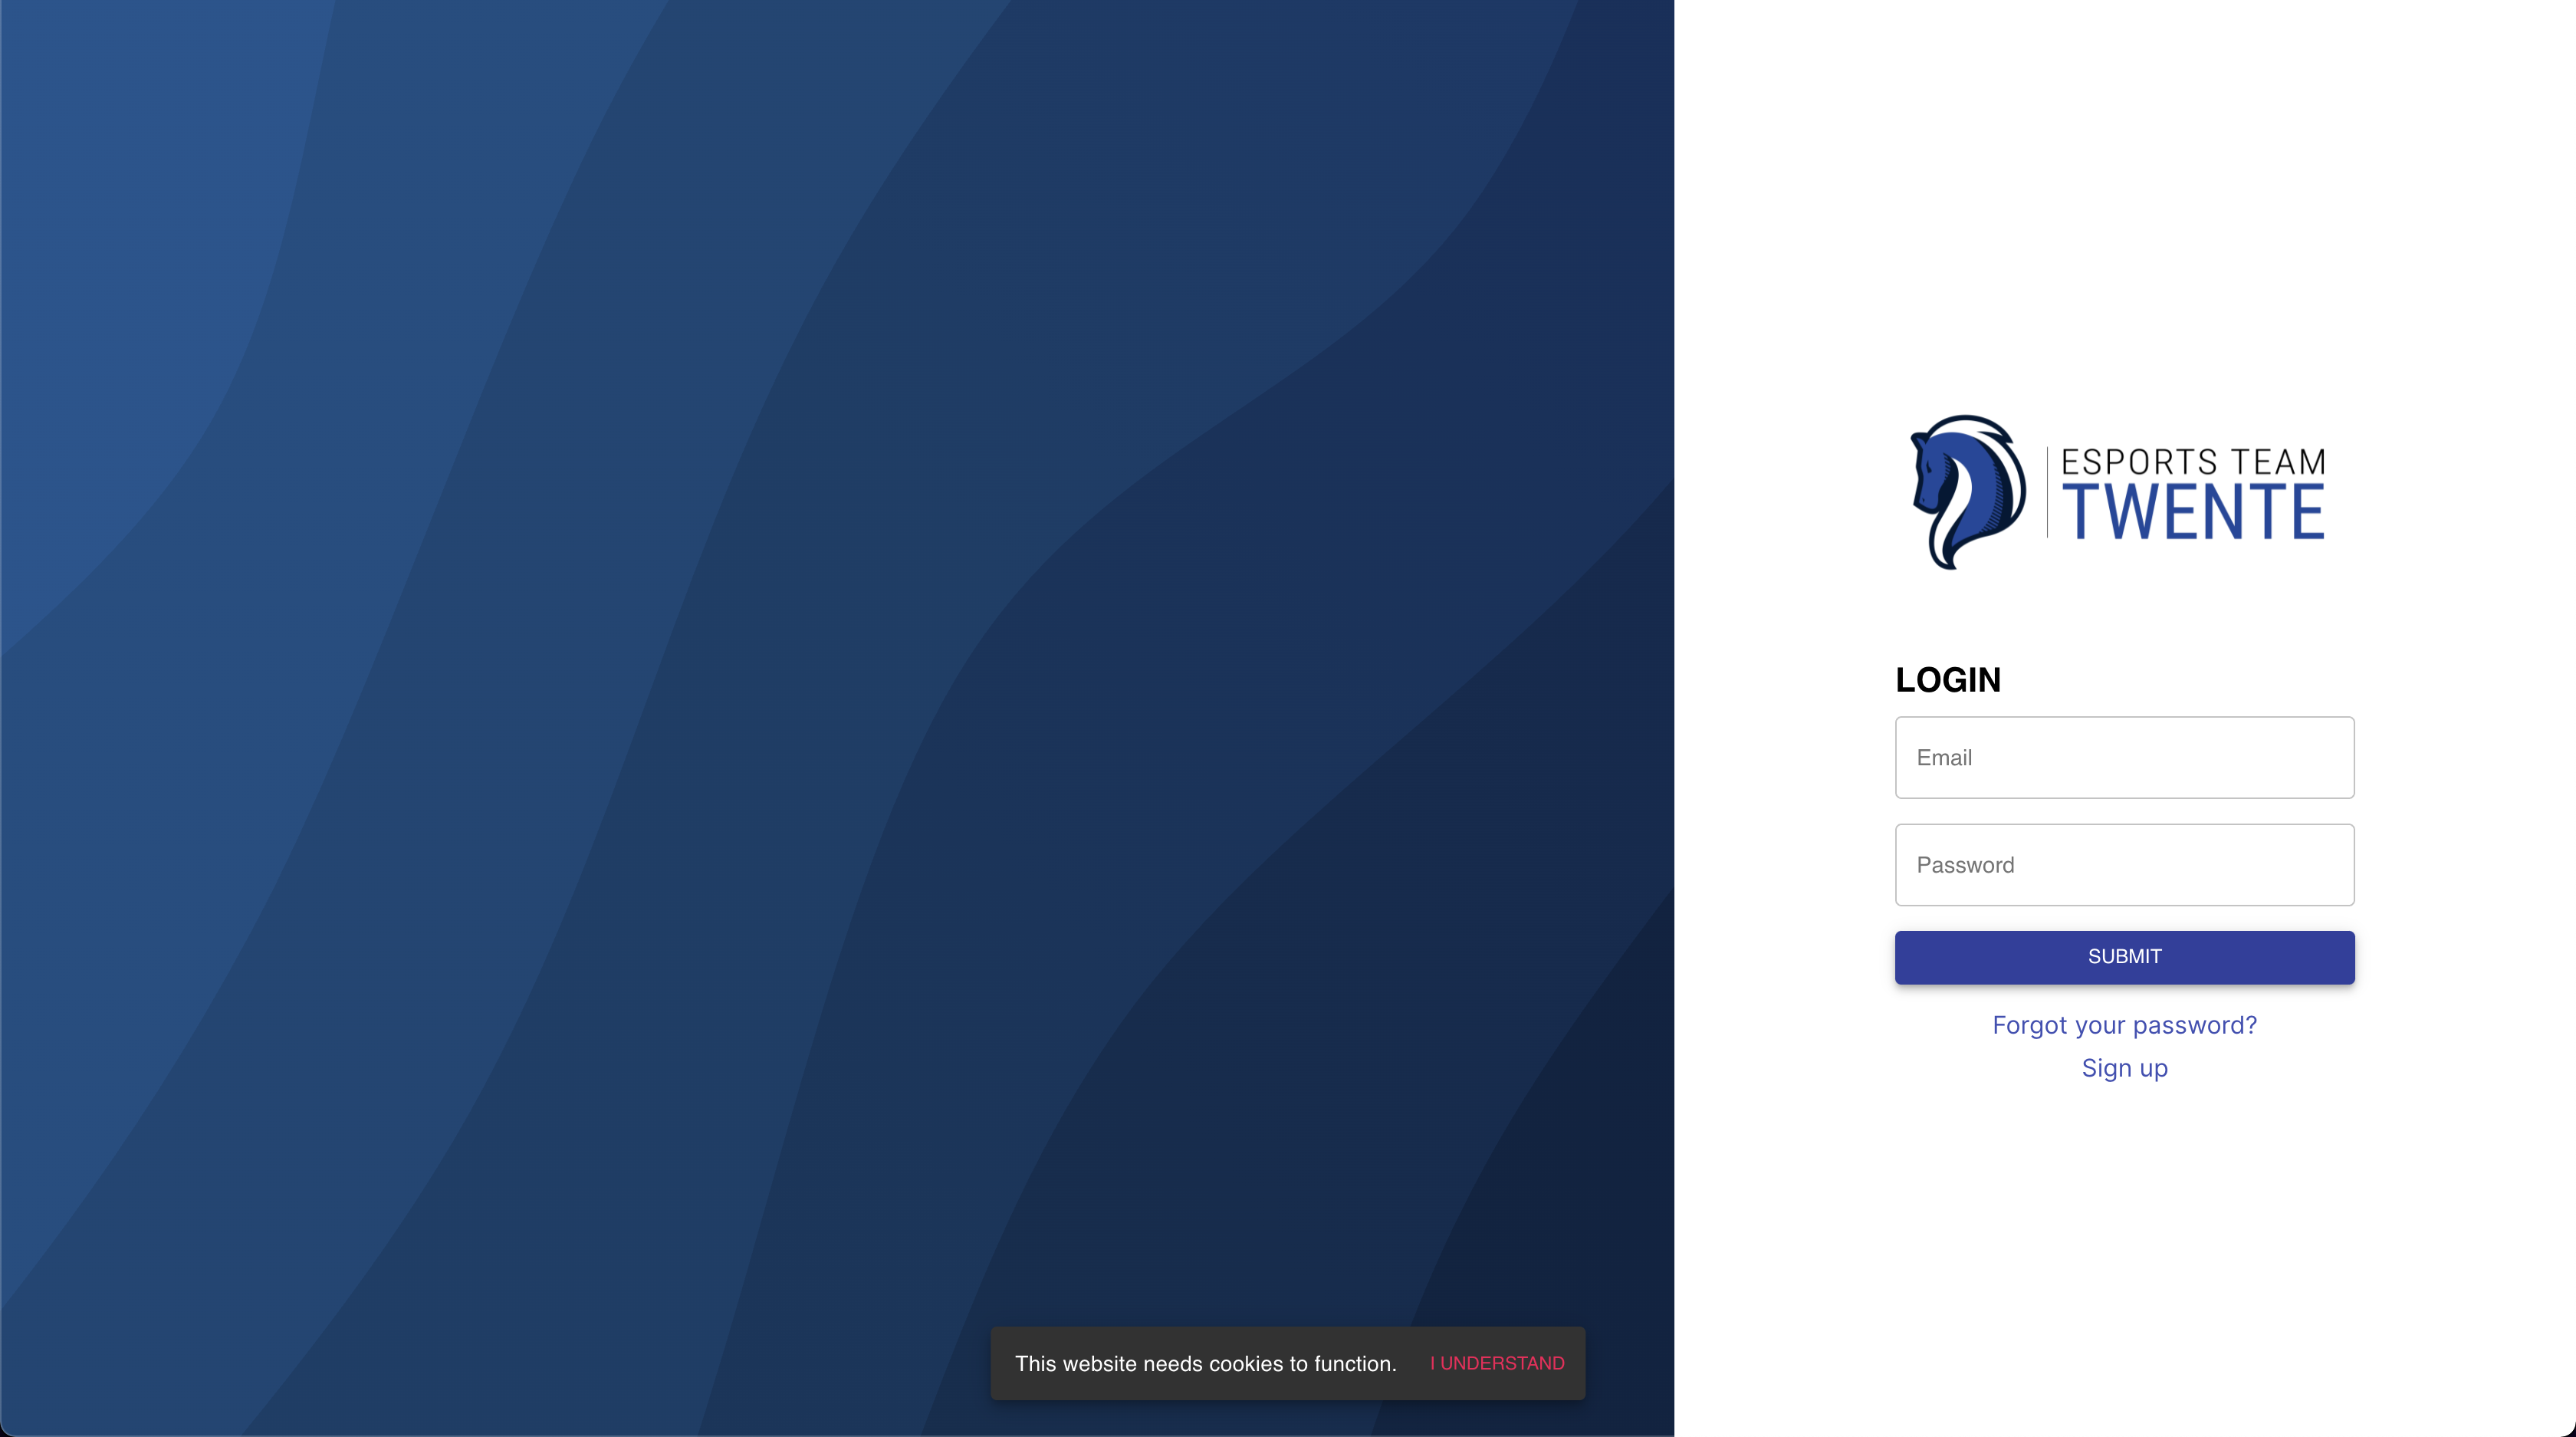 ESPORTS TEAM
TWENTE
LOGIN
Email
Password
SUBMIT
Forgot your password?
Sign up
This website needs cookies to function. I UNDERSTAND